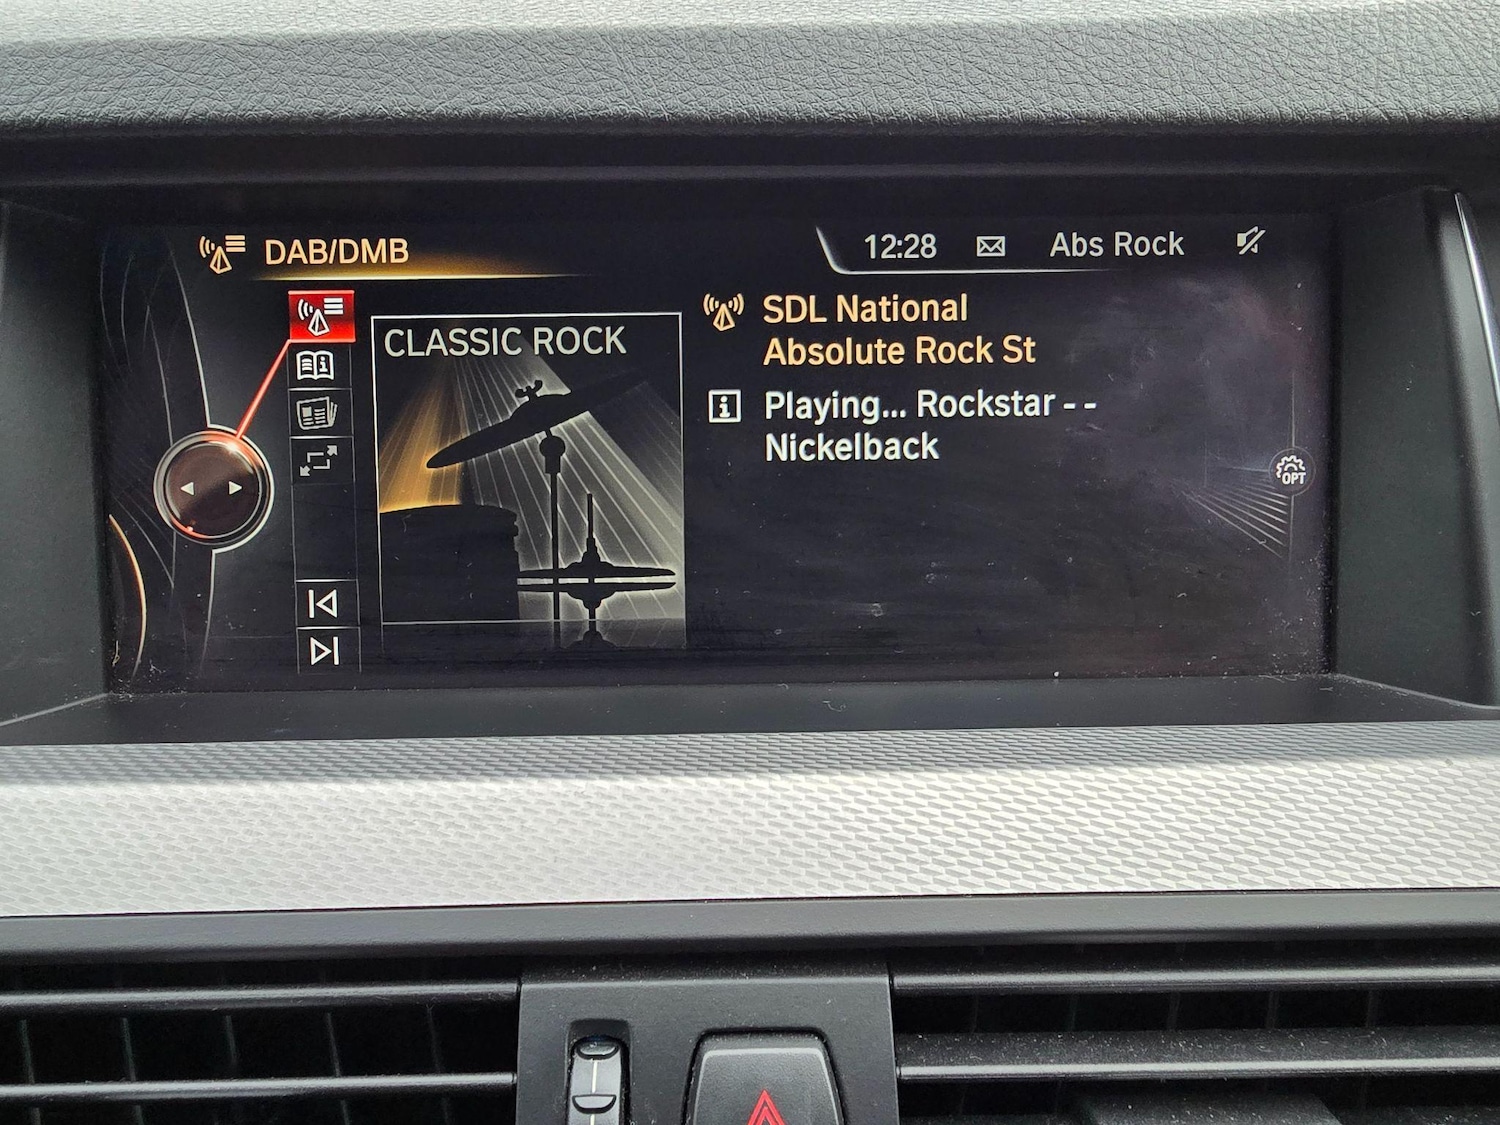 DAB/DMB
12:28
Abs Rock
CLASSIC ROCK
SDL National
Absolute Rock St
Playing... Rockstar - -
Nickelback
OPT